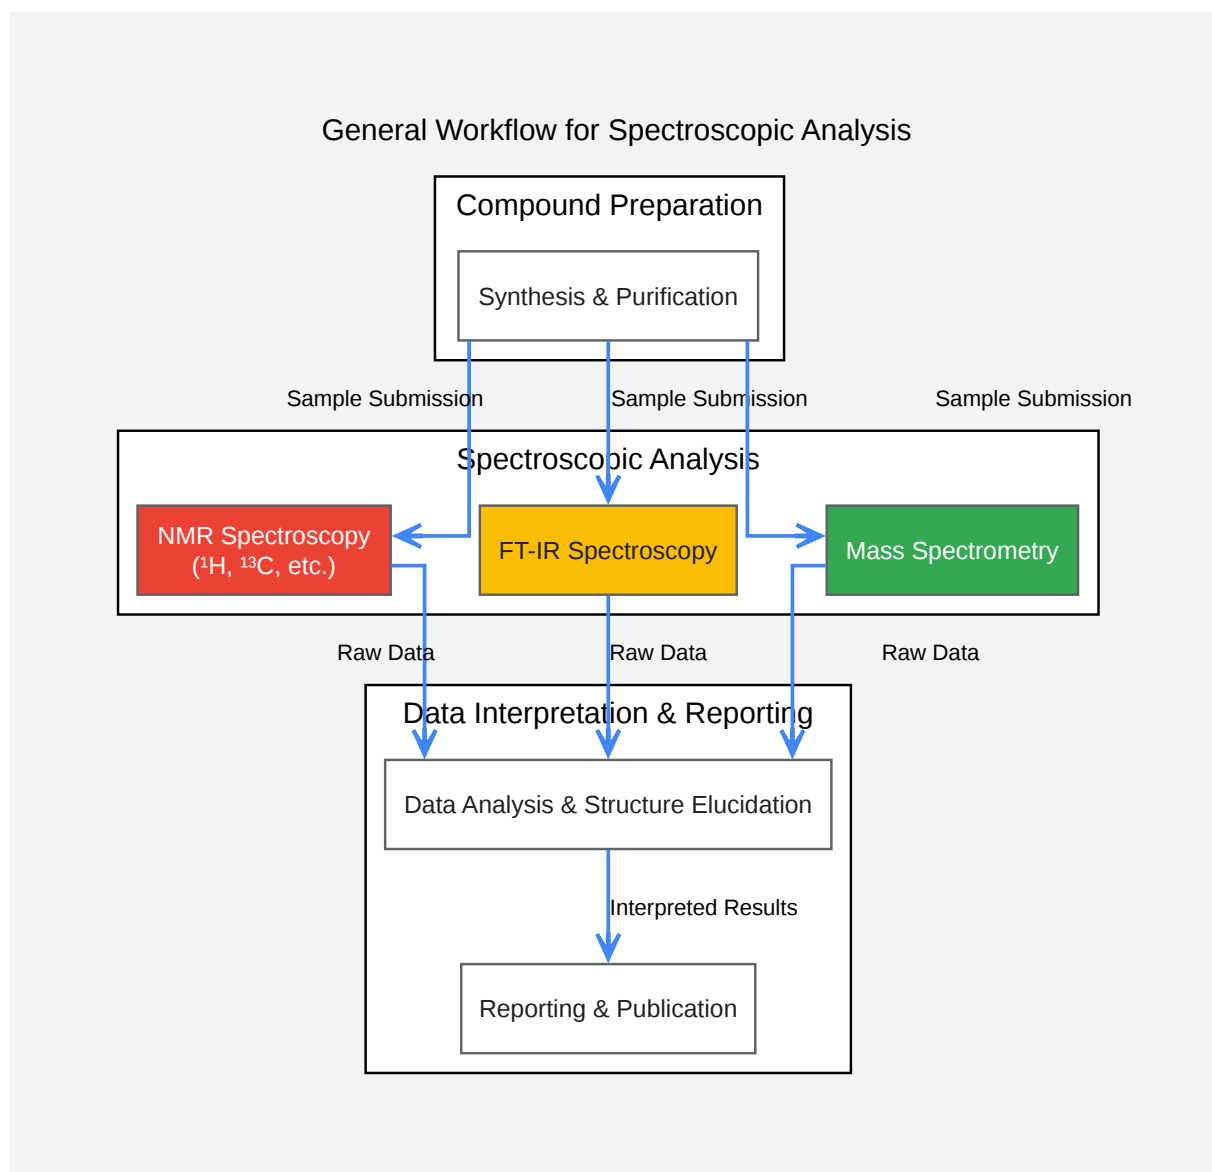 General Workflow for Spectroscopic Analysis
Compound Preparation
Synthesis & Purification
Sample Submission
Sample Submission
Sample Submission
Spectroscopic Analysis
NMR Spectroscopy
(¹H, ¹³C, etc.)
FT-IR Spectroscopy
Mass Spectrometry
Raw Data
Raw Data
Raw Data
Data Interpretation & Reporting
Data Analysis & Structure Elucidation
Interpreted Results
Reporting & Publication